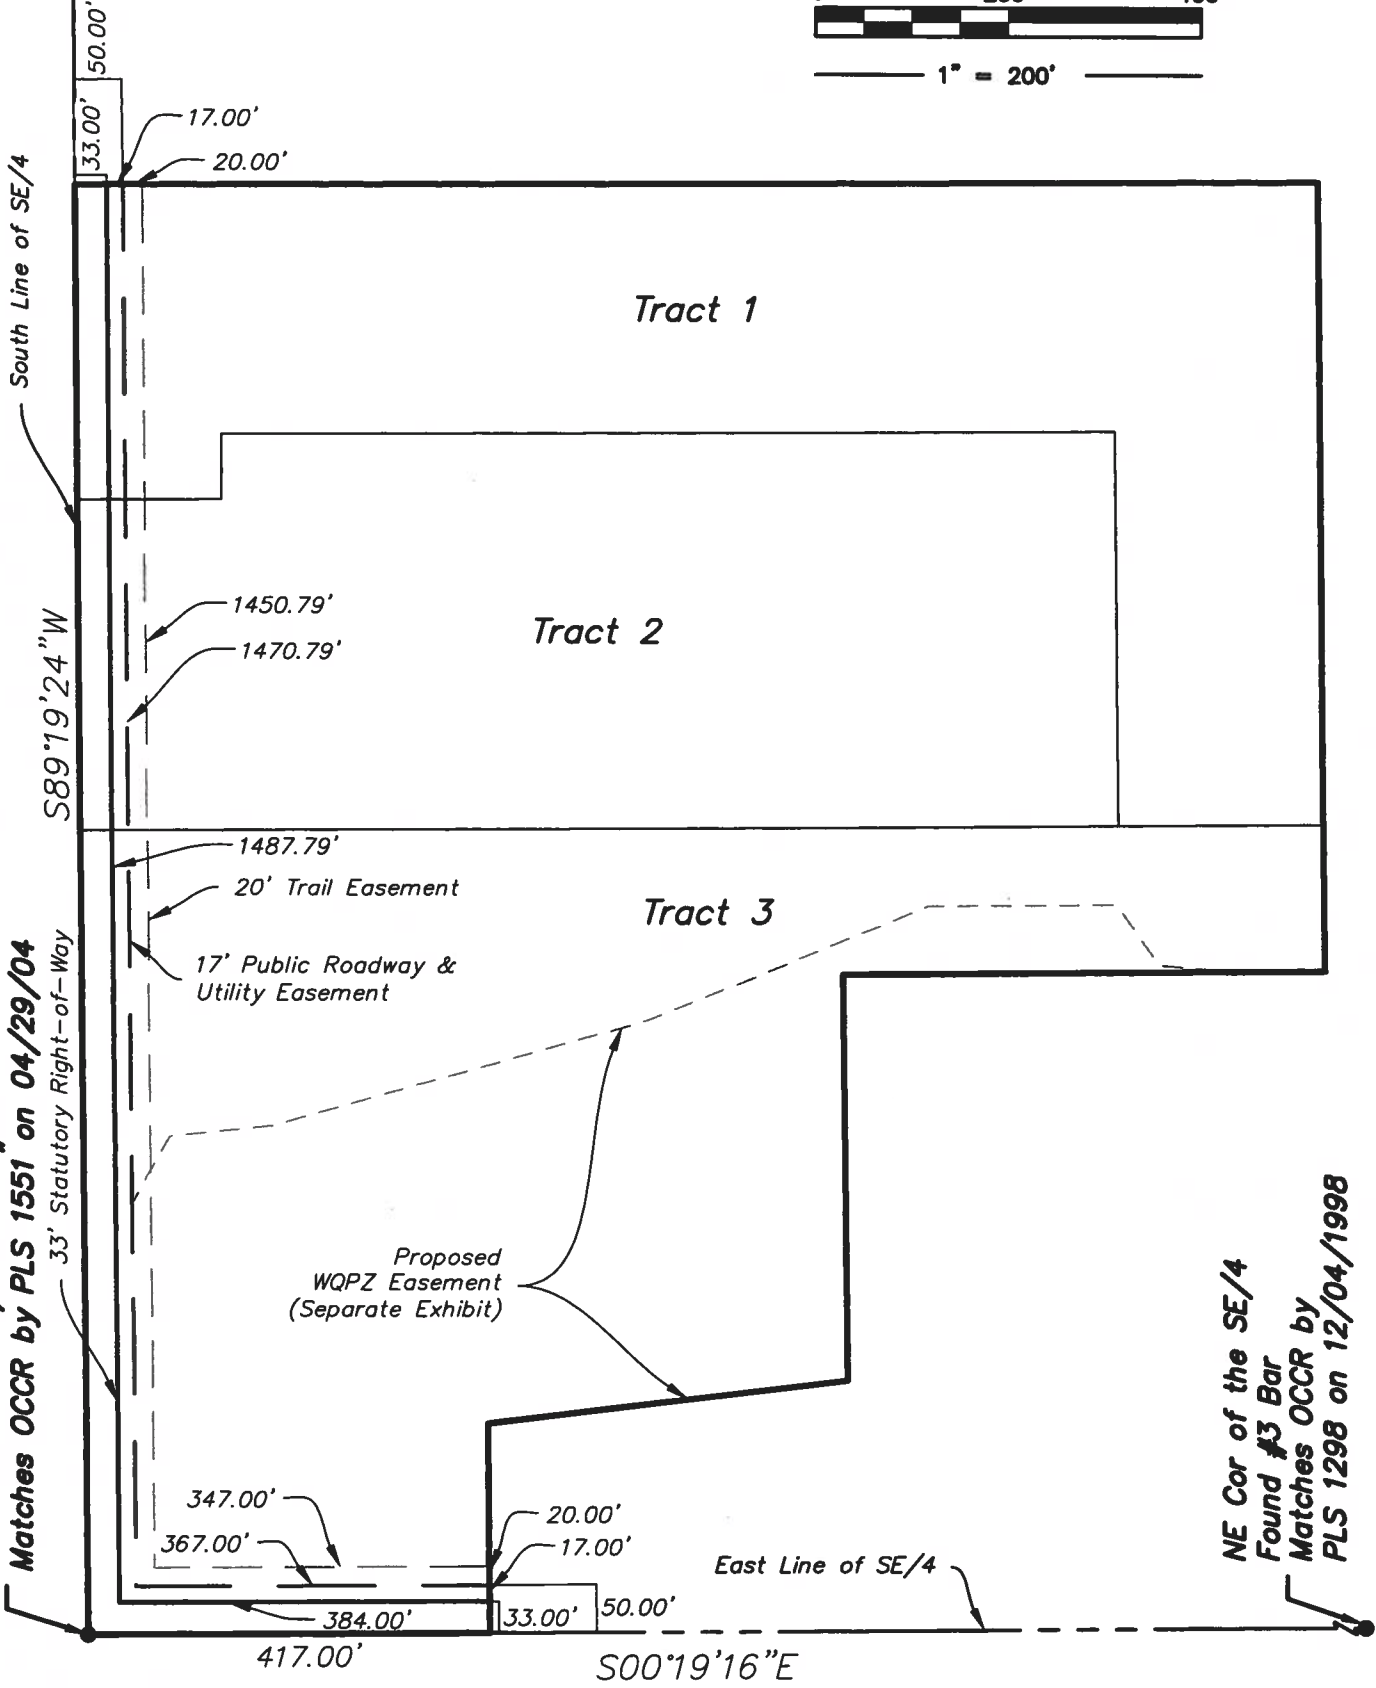 1" = 200'
50.00'
33.00'
17.00'
20.00'
South Line of SE/4
Tract 1
1450.79'
1470.79'
Tract 2
S89°19'24"W
1487.79'
20' Trail Easement
Tract 3
17' Public Roadway &
Utility Easement
Matches OCCR by PLS 1551 on 04/29/04
33' Statutory Right-of-Way
Proposed
WQPZ Easement
(Separate Exhibit)
NE Cor of the SE/4
Found #3 Bar
Matches OCCR by
PLS 1298 on 12/04/1998
347.00'
20.00'
367.00'
17.00'
East Line of SE/4
384.00'
33.00'
50.00'
417.00'
S00°19'16"E